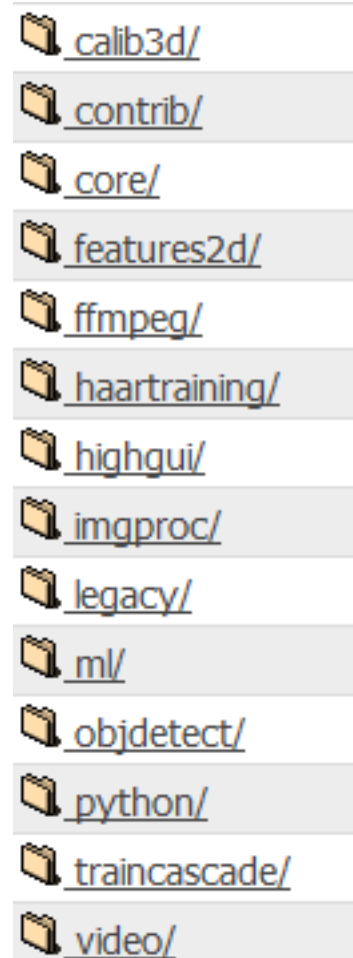 calib3d/
contrib/
core/
features2d/
ffmpeg/
haartraining/
highgui/
imgproc/
legacy/
ml/
objdetect/
python/
traincascade/
video/